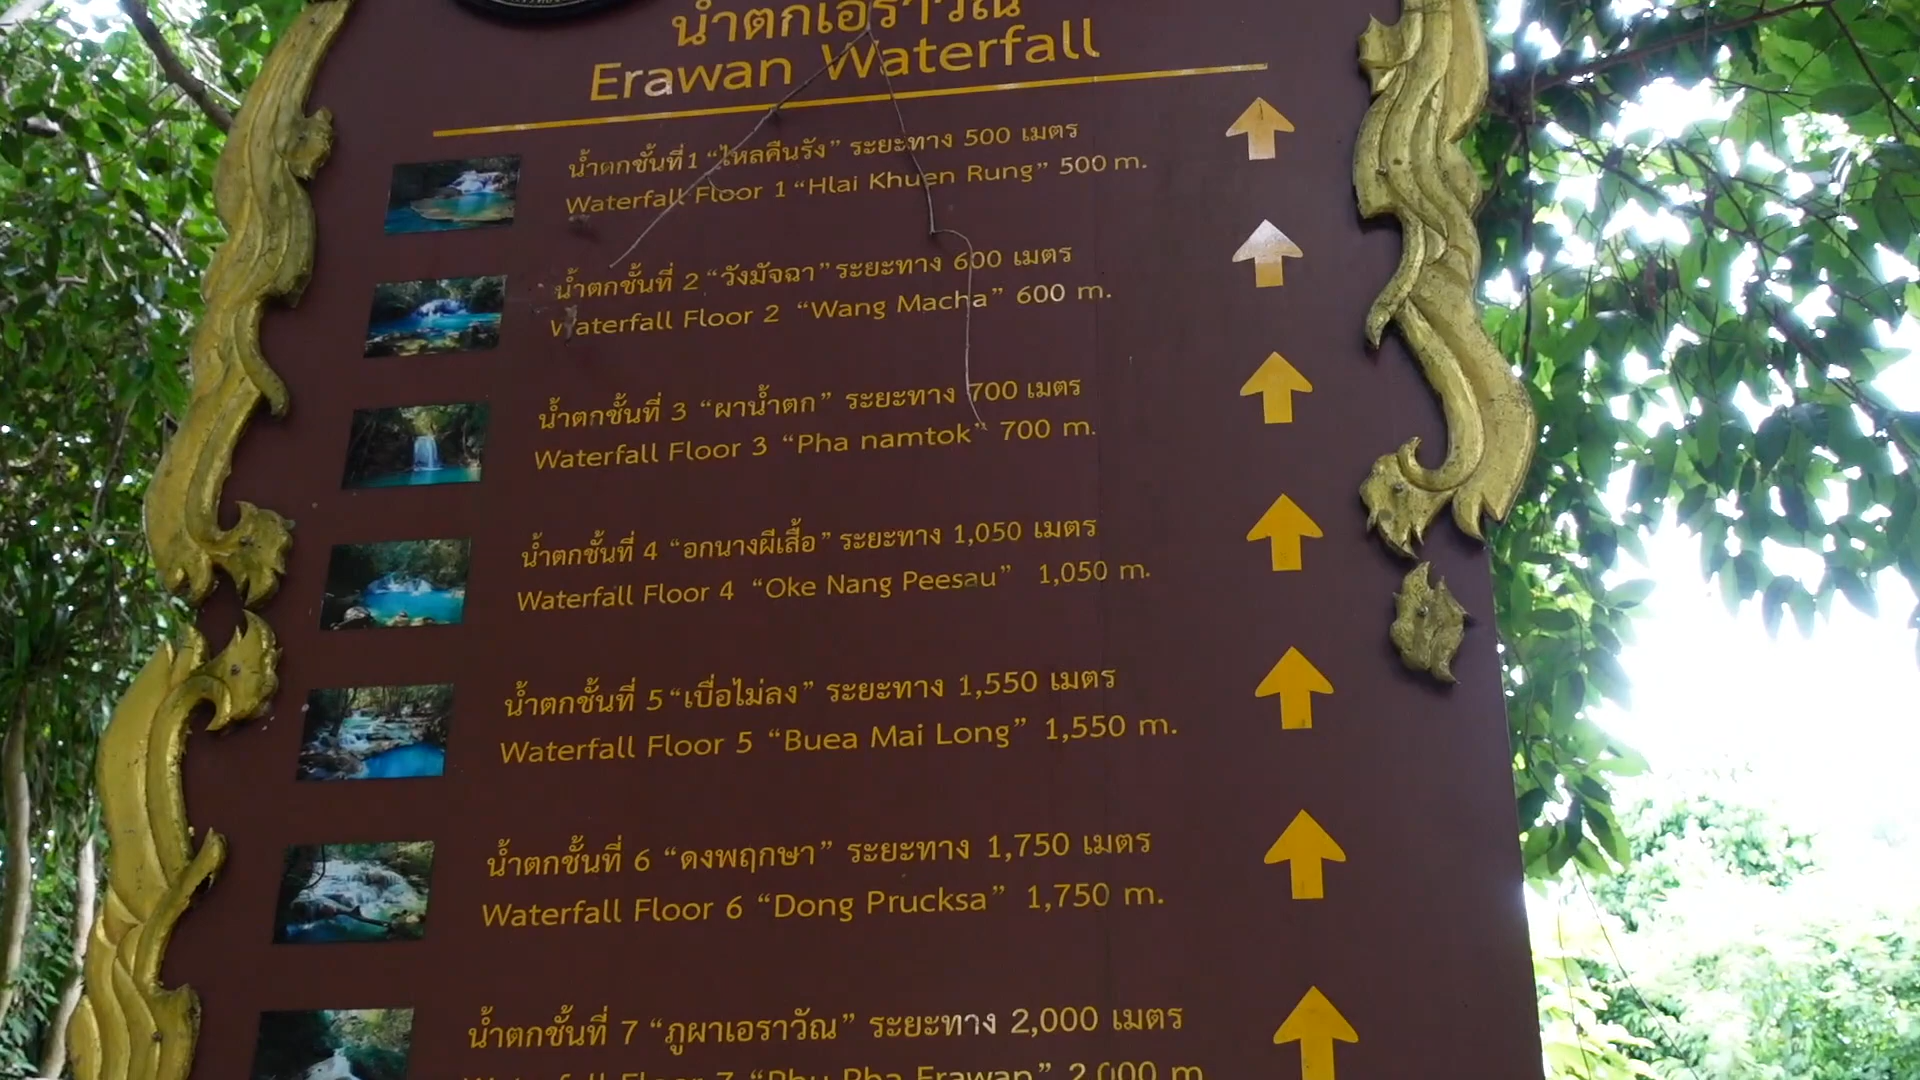 น้ำตกเอราวัณ
Erawan Waterfall
น้ำตกชั้นที่1 “ไหลคืนรัง” ระยะทาง 500 เมตร
Waterfall Floor 1 “Hlai Khuen Rung” 500 m.
น้ำตกชั้นที่ 2 “วังมัจฉา” ระยะทาง 600 เมตร
Waterfall Floor 2 “Wang Macha” 600 m.
น้ำตกชั้นที่ 3 “ผาน้ำตก” ระยะทาง 700 เมตร
Waterfall Floor 3 “Pha namtok” 700 m.
น้ำตกชั้นที่ 4 “อกนางผีเสื้อ” ระยะทาง 1,050 เมตร
Waterfall Floor 4 “Oke Nang Peesau” 1,050 m.
น้ำตกชั้นที่ 5 “เบื่อไม่ลง” ระยะทาง 1,550 เมตร
Waterfall Floor 5 “Buea Mai Long” 1,550 m.
น้ำตกชั้นที่ 6 “ดงพฤกษา” ระยะทาง 1,750 เมตร
Waterfall Floor 6 “Dong Prucksa” 1,750 m.
น้ำตกชั้นที่ 7 “ภูผาเอราวัณ” ระยะทาง 2,000 เมตร
Waterfall Floor 7 “Phu Pha Erawan” 2,000 m.